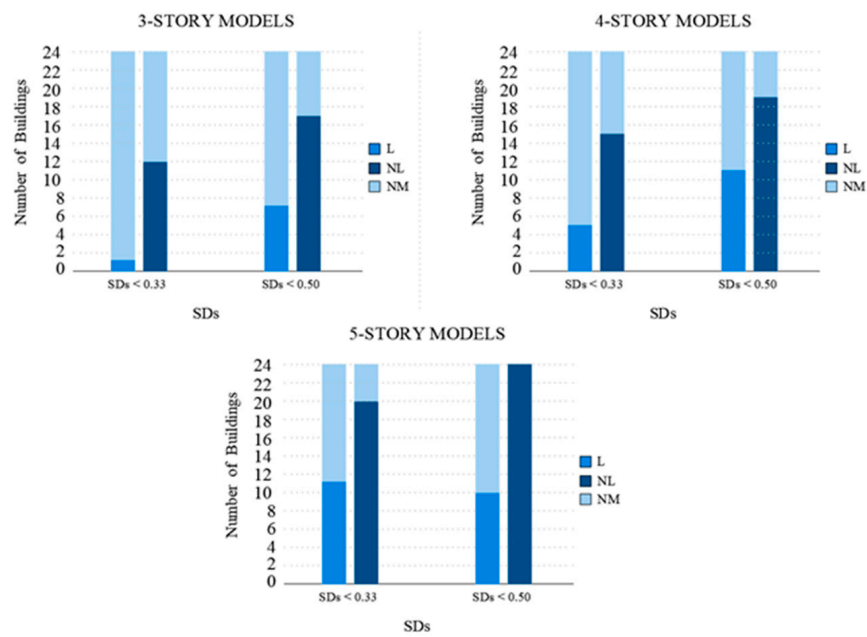 3-STORY MODELS
Number of Buildings
24
22
20
18
16
14
12
10
8
6
4
2
0
SDs < 0.33
SDs < 0.50
SDs
L
NL
NM
4-STORY MODELS
Number of Buildings
24
22
20
18
16
14
12
10
8
6
4
2
0
SDs < 0.33
SDs < 0.50
SDs
L
NL
NM
5-STORY MODELS
Number of Buildings
24
22
20
18
16
14
12
10
8
6
4
2
0
SDs < 0.33
SDs < 0.50
SDs
L
NL
NM